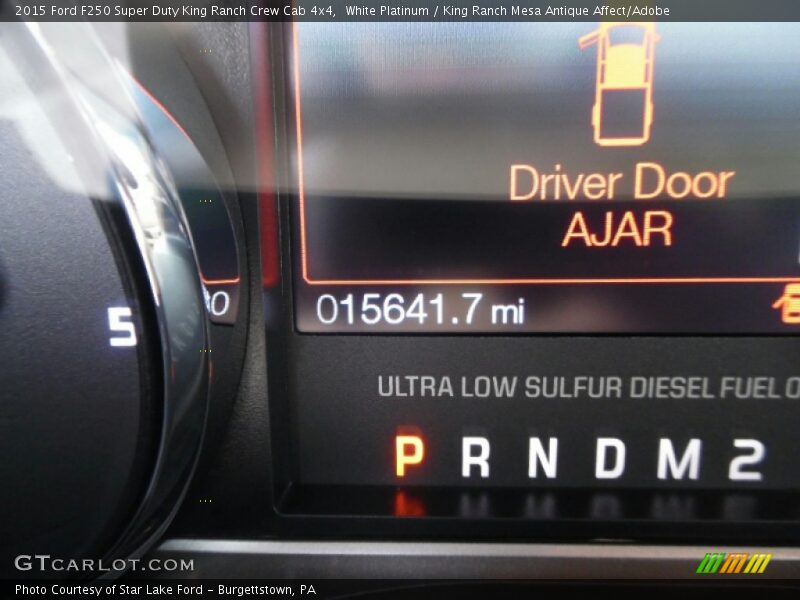 2015 Ford F250 Super Duty King Ranch Crew Cab 4x4, White Platinum / King Ranch Mesa Antique Affect/Adobe
Driver Door
AJAR
015641.7 mi
5
ULTRA LOW SULFUR DIESEL FUEL
P R N D M 2
GTCARLOT.COM
Photo Courtesy of Star Lake Ford - Burgettstown, PA